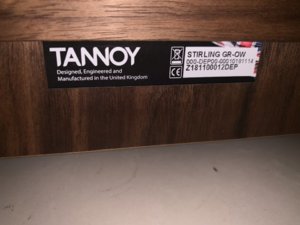 TANNOY
Designed, Engineered and
Manufactured in the United Kingdom
STIRLING GR-OW
Z181100012DEP